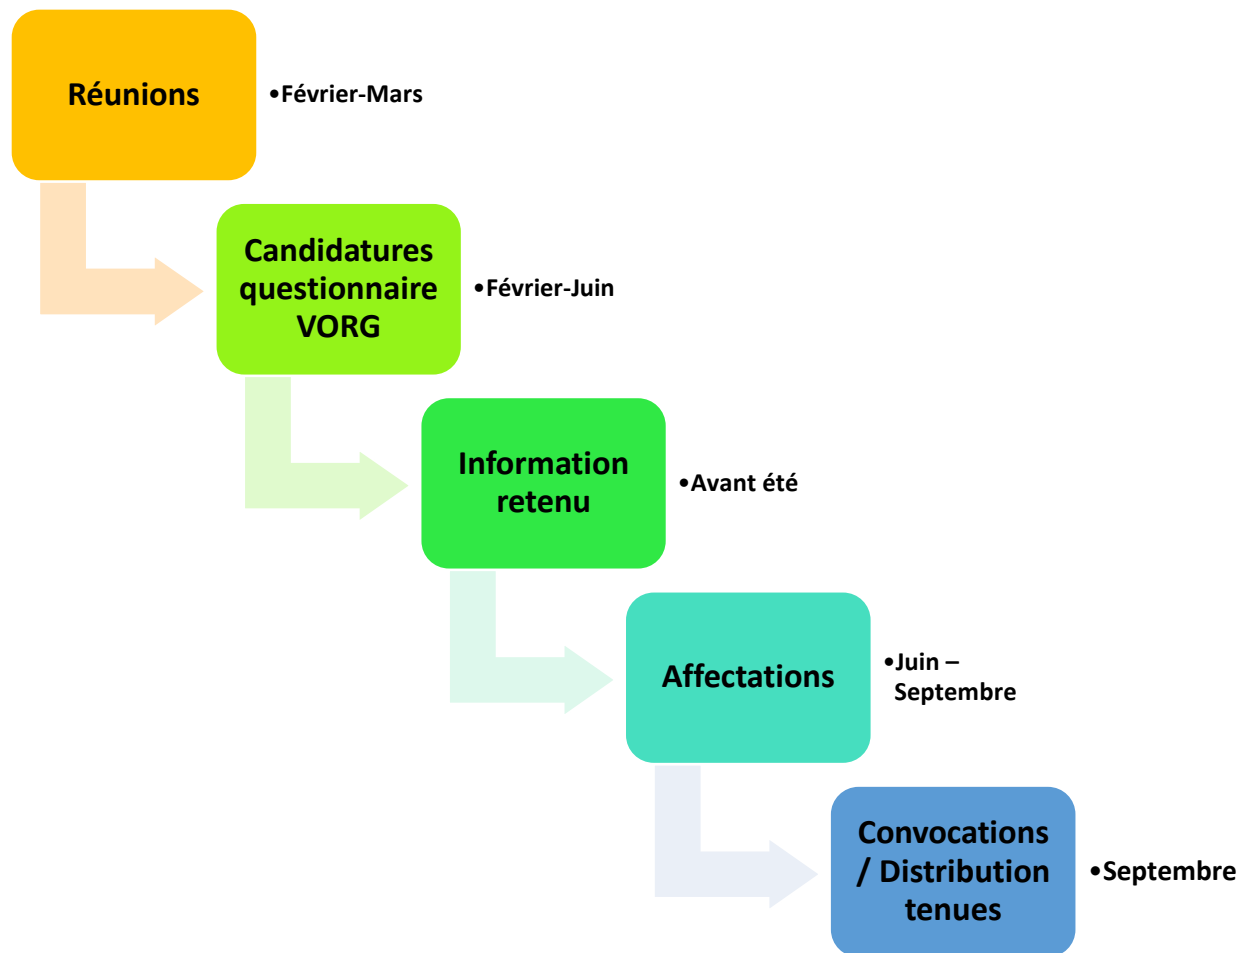 Réunions
•Février-Mars
Candidatures
questionnaire
VORG
•Février-Juin
Information
retenu
•Avant été
Affectations
•Juin –
Septembre
Convocations
/ Distribution
tenues
•Septembre